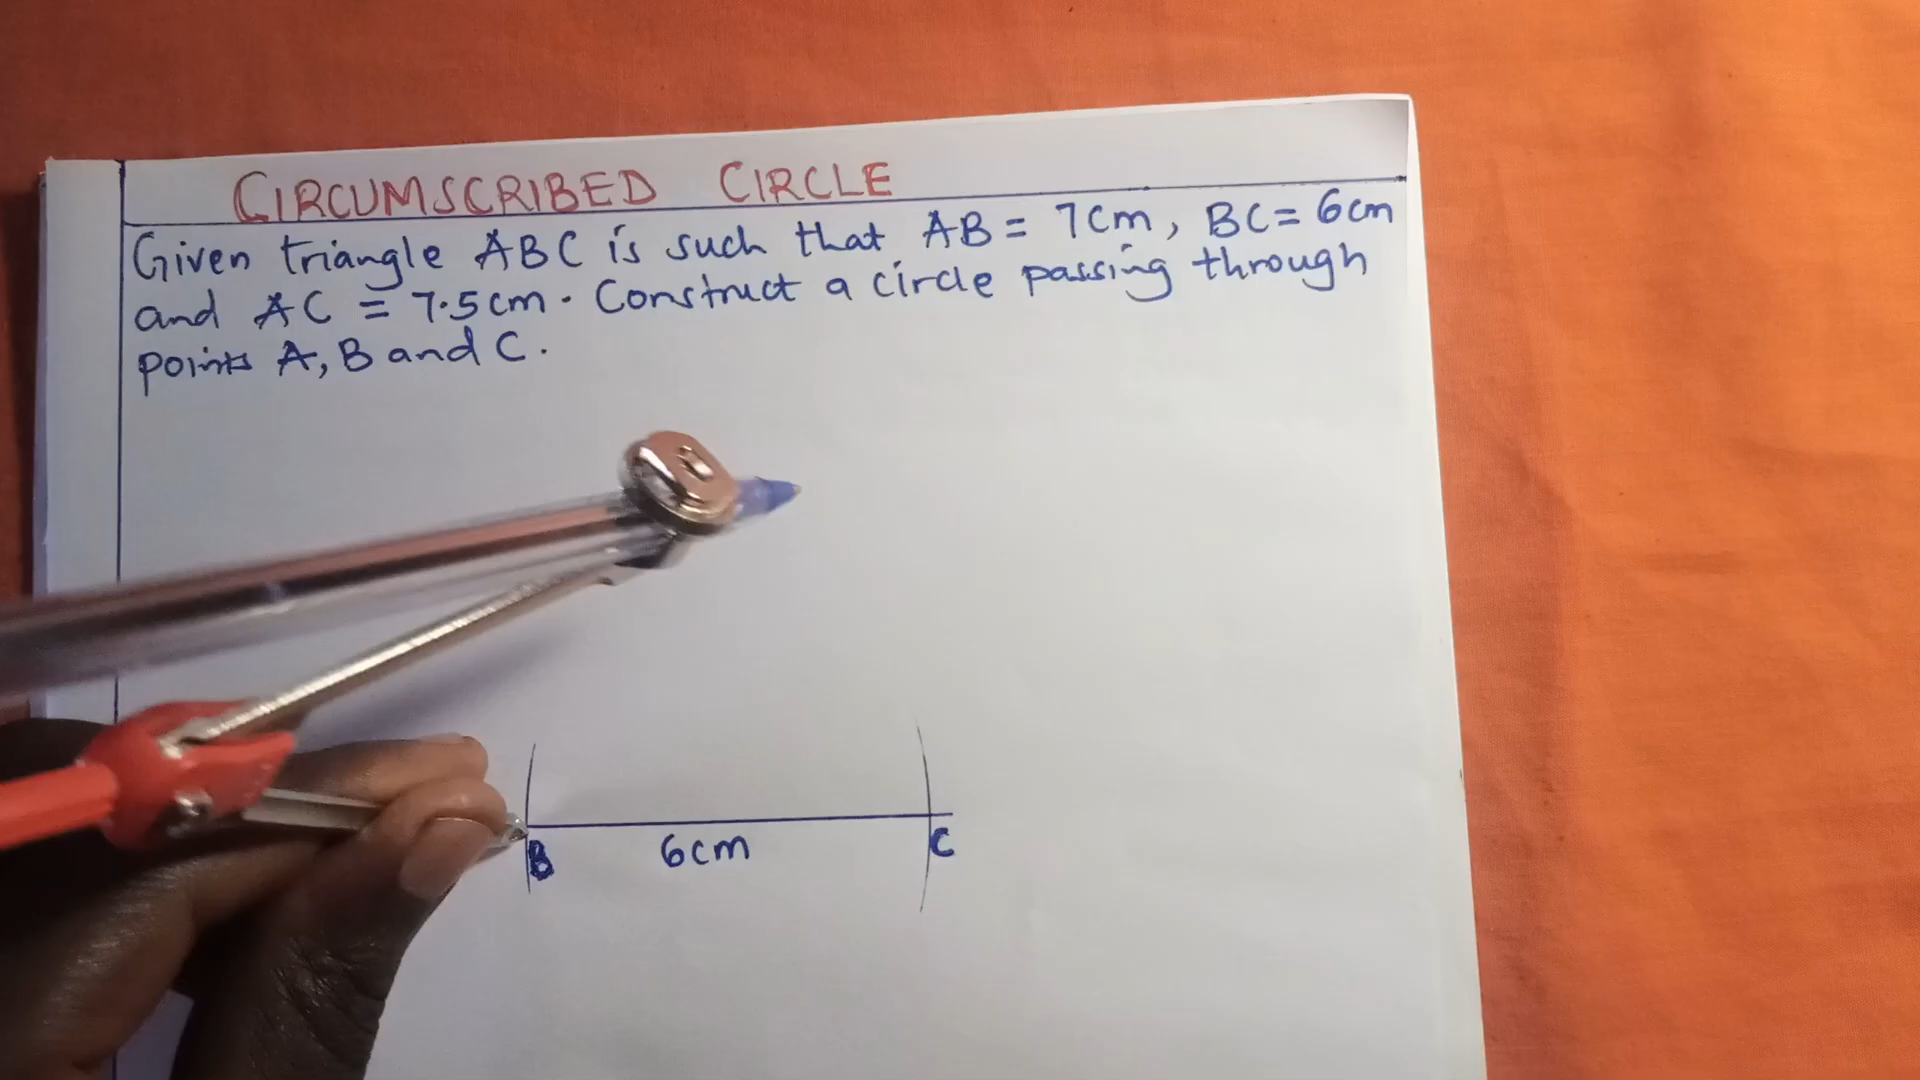 CIRCUMSCRIBED CIRCLE
Given triangle ABC is such that AB = 7cm, BC = 6cm
and AC = 7.5cm. Construct a circle passing through
points A, B and C.
B 6cm C